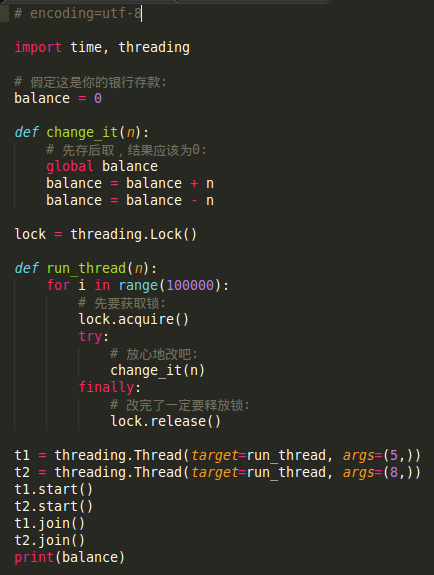 # encoding=utf-8
import time, threading
# 假定这是你的银行存款:
balance = 0
def change_it(n):
# 先存后取，结果应该为0:
global balance
balance = balance + n
balance = balance - n
lock = threading.Lock()
def run_thread(n):
for i in range(100000):
# 先要获取锁:
lock.acquire()
try:
# 放心地改吧:
change_it(n)
finally:
# 改完了一定要释放锁:
lock.release()
t1 = threading.Thread(target=run_thread, args=(5,))
t2 = threading.Thread(target=run_thread, args=(8,))
t1.start()
t2.start()
t1.join()
t2.join()
print(balance)